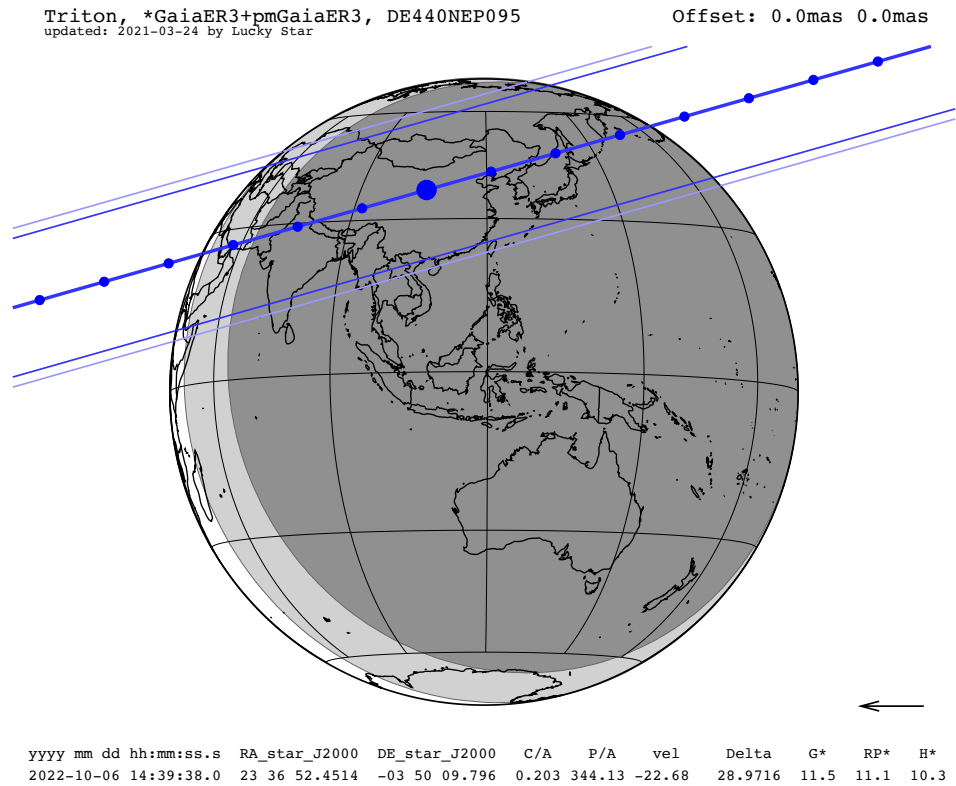 Triton, *GaiaER3+pmGaiaER3, DE440NEP095 Offset: 0.0mas 0.0mas
updated: 2021-03-24 by Lucky Star
yyyy mm dd hh:mm:ss.s RA_star_J2000 DE_star_J2000 C/A P/A vel Delta G* RP* H*
2022-10-06 14:39:38.0 23 36 52.4514 -03 50 09.796 0.203 344.13 -22.68 28.9716 11.5 11.1 10.3